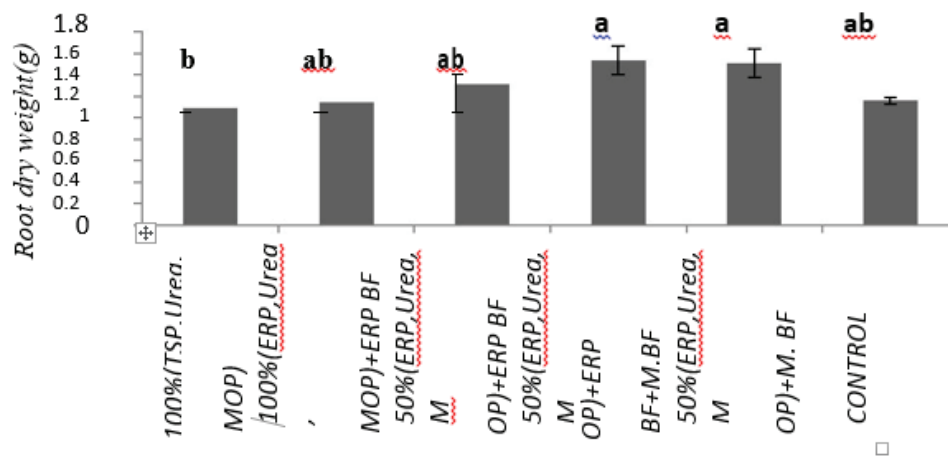 Root dry weight(g)
1.8
1.6
1.4
1.2
1
0.8
0.6
0.4
0.2
0
b
ab
ab
a
a
ab
100%(TSP.Urea.
MOP)
100%(ERP,Urea
,
MOP)+ERP BF
50%(ERP,Urea,
M
OP)+ERP BF
50%(ERP,Urea,
M
OP)+ERP
BF+M.BF
50%(ERP,Urea,
M
OP)+M. BF
CONTROL